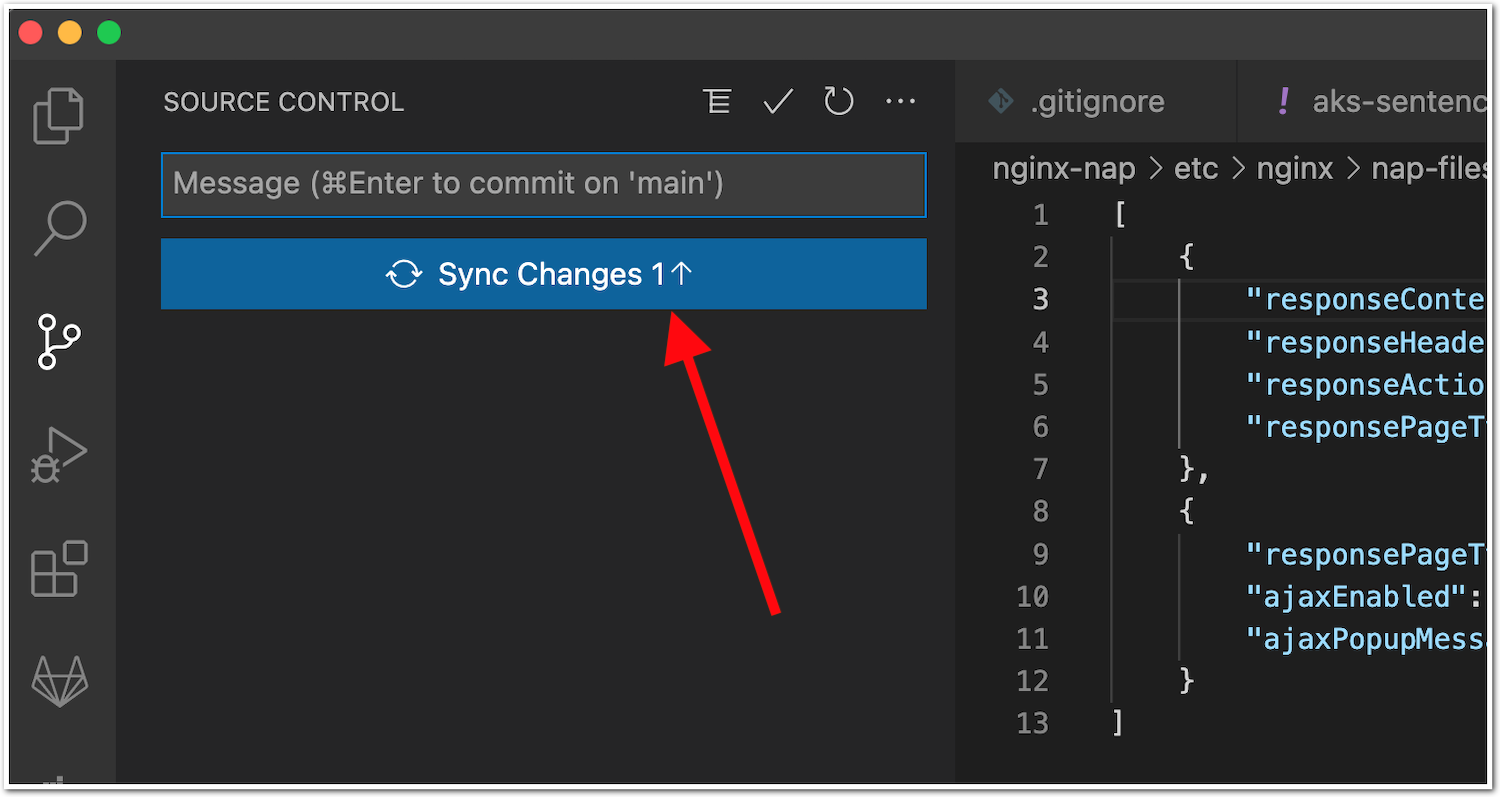 SOURCE CONTROL
Message (⌘Enter to commit on 'main')
Sync Changes 1↑
.gitignore
! aks-sentenc
nginx-nap > etc > nginx > nap-files
1 [
2 {
3 "responseConte
4 "responseHeade
5 "responseActio
6 "responsePageT
7 },
8 {
9 "responsePageT
10 "ajaxEnabled":
11 "ajaxPopupMess
12 }
13 ]